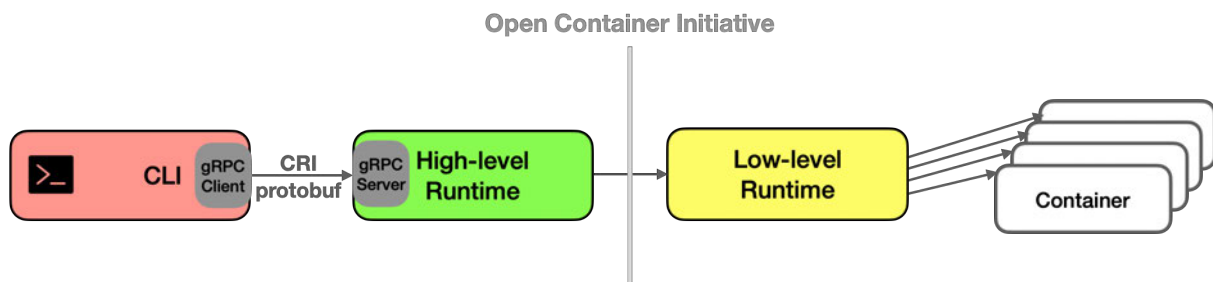 Open Container Initiative
>_
CLI
gRPC
Client
CRI
protobuf
gRPC
Server
High-level
Runtime
Low-level
Runtime
Container